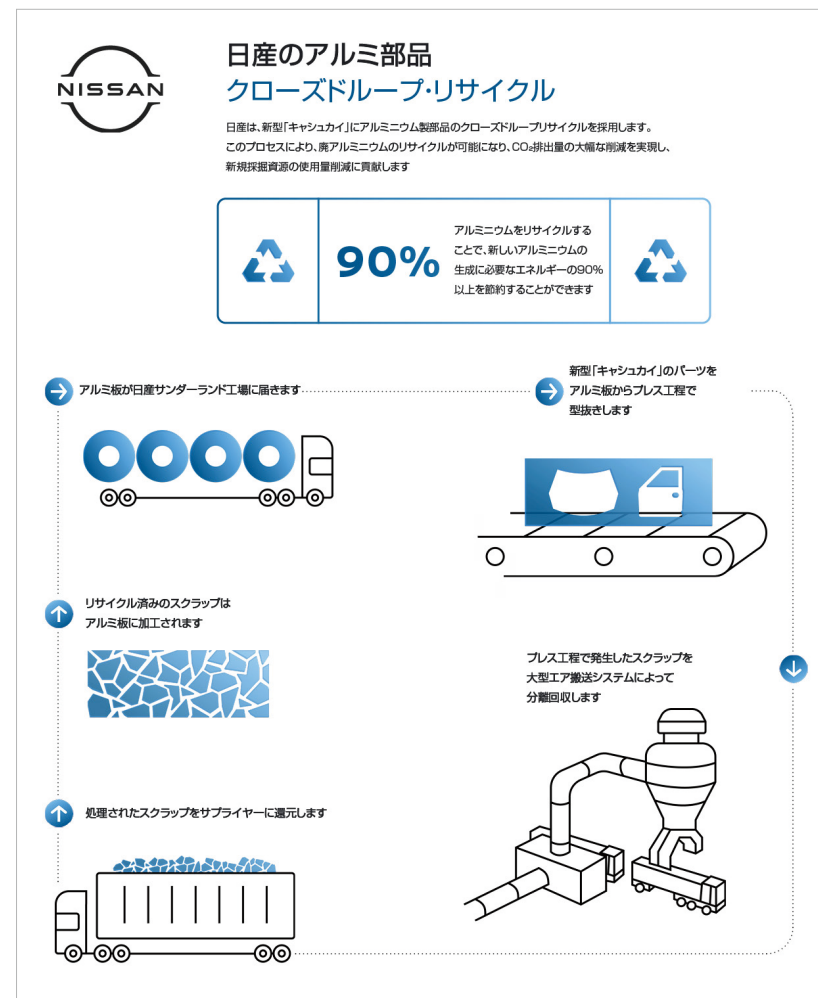 NISSAN
日産のアルミ部品
クローズドループ・リサイクル
日産は、新型「キャシュカイ」にアルミニウム製部品のクローズドループリサイクルを採用します。
このプロセスにより、廃アルミニウムのリサイクルが可能になり、CO₂排出量の大幅な削減を実現し、
新規採掘資源の使用量削減に貢献します
90%
アルミニウムをリサイクルする
ことで、新しいアルミニウムの
生成に必要なエネルギーの90%
以上を節約することができます
アルミ板が日産サンダーランド工場に届きます
新型「キャシュカイ」のパーツを
アルミ板からプレス工程で
型抜きします
プレス工程で発生したスクラップを
大型エア搬送システムによって
分離回収します
処理されたスクラップをサプライヤーに還元します
リサイクル済みのスクラップは
アルミ板に加工されます